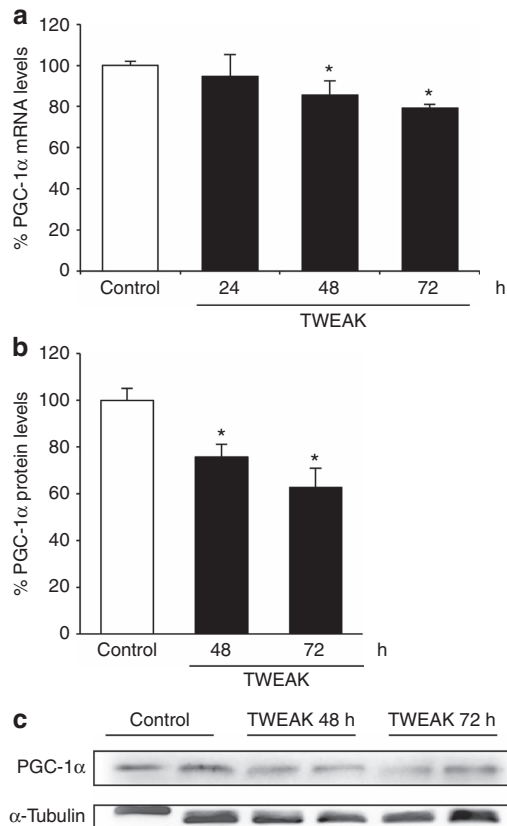 a
% PGC-1α mRNA levels
120
100
80
60
40
20
0
*
*
Control 24 48 72 h
TWEAK
b
% PGC-1α protein levels
120
100
80
60
40
20
0
*
*
Control 48 72 h
TWEAK
c
Control TWEAK 48 h TWEAK 72 h
PGC-1α
α-Tubulin